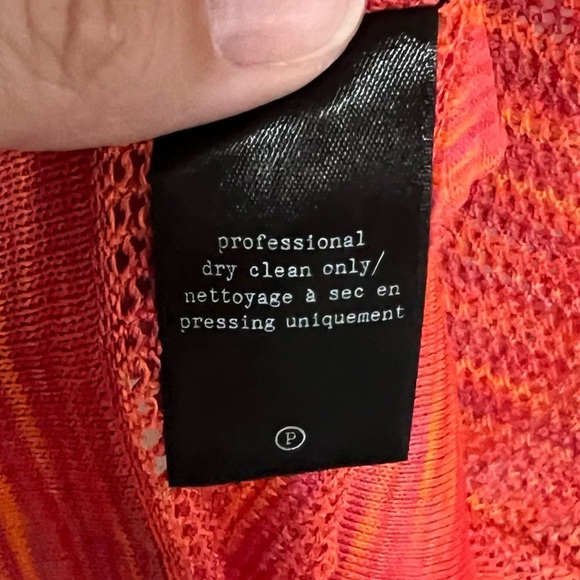 professional
dry clean only/
nettoyage à sec en
pressing uniquement
P